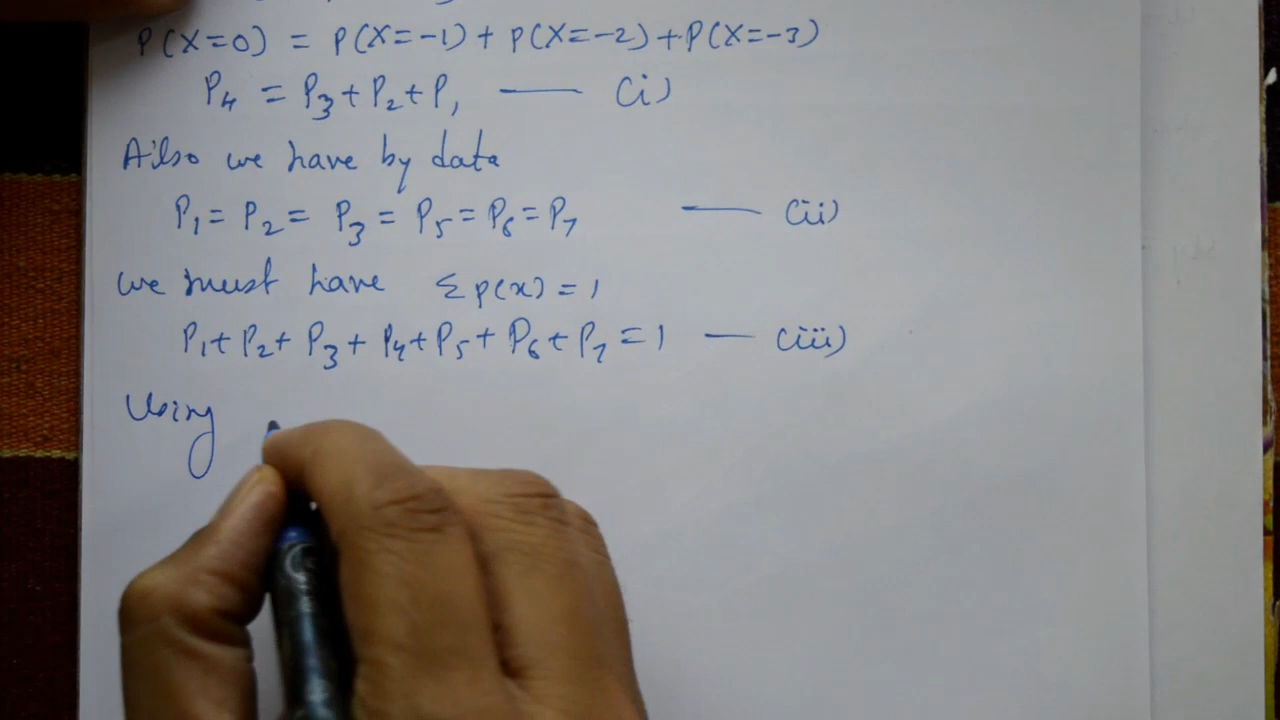 P(X=0) = P(X=-1) + P(X=-2) + P(X=-3)
P4 = P3 + P2 + P1 — (i)
Also we have by data
P1 = P2 = P3 = P5 = P6 = P7 — (ii)
we must have Σp(x) = 1
P1 + P2 + P3 + P4 + P5 + P6 + P7 = 1 — (iii)
Using